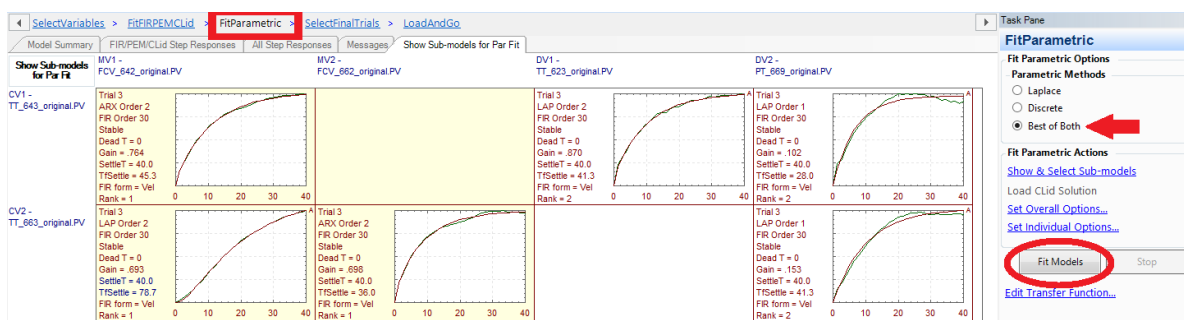 SelectVariables > FitFIRPEMCLid > FitParametric > SelectFinalTrials > LoadAndGo
Model Summary FIR/PEM/CLid Step Responses All Step Responses Messages Show Sub-models for Par Fit
Show Sub-models
for Par Fit
MV1 -
FCV_642_original.PV
MV2 -
FCV_662_original.PV
DV1 -
TT_623_original.PV
DV2 -
PT_669_original.PV
CV1 -
TT_643_original.PV
Trial 3
ARX Order 2
FIR Order 30
Stable
Dead T = 0
Gain = .764
SettleT = 40.0
TfSettle = 45.3
FIR form = Vel
Rank = 1
A
0 10 20 30 40
Trial 3
LAP Order 2
FIR Order 30
Stable
Dead T = 0
Gain = .870
SettleT = 40.0
TfSettle = 41.3
FIR form = Vel
Rank = 2
A
0 10 20 30 40
Trial 3
LAP Order 1
FIR Order 30
Stable
Dead T = 0
Gain = .102
SettleT = 40.0
TfSettle = 28.0
FIR form = Vel
Rank = 2
A
0 10 20 30 40
CV2 -
TT_663_original.PV
Trial 3
LAP Order 2
FIR Order 30
Stable
Dead T = 0
Gain = .693
SettleT = 40.0
TfSettle = 78.7
FIR form = Vel
Rank = 1
A
0 10 20 30 40
Trial 3
ARX Order 2
FIR Order 30
Stable
Dead T = 0
Gain = .698
SettleT = 40.0
TfSettle = 36.0
FIR form = Vel
Rank = 1
A
0 10 20 30 40
Trial 3
LAP Order 1
FIR Order 30
Stable
Dead T = 0
Gain = .153
SettleT = 40.0
TfSettle = 41.3
FIR form = Vel
Rank = 2
A
0 10 20 30 40
Task Pane
FitParametric
Fit Parametric Options
Parametric Methods
Laplace
Discrete
Best of Both
Fit Parametric Actions
Show & Select Sub-models
Load CLid Solution
Set Overall Options...
Set Individual Options...
Fit Models Stop
Edit Transfer Function...